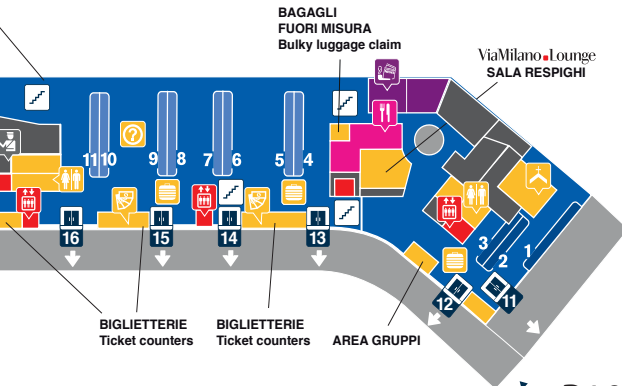 BAGAGLI
FUORI MISURA
Bulky luggage claim
ViaMilano Lounge
SALA RESPIGHI
?
11 10
9 8
7 6
5 4
3
2
1
16
15
14
13
12
11
BIGLIETTERIE
Ticket counters
BIGLIETTERIE
Ticket counters
AREA GRUPPI